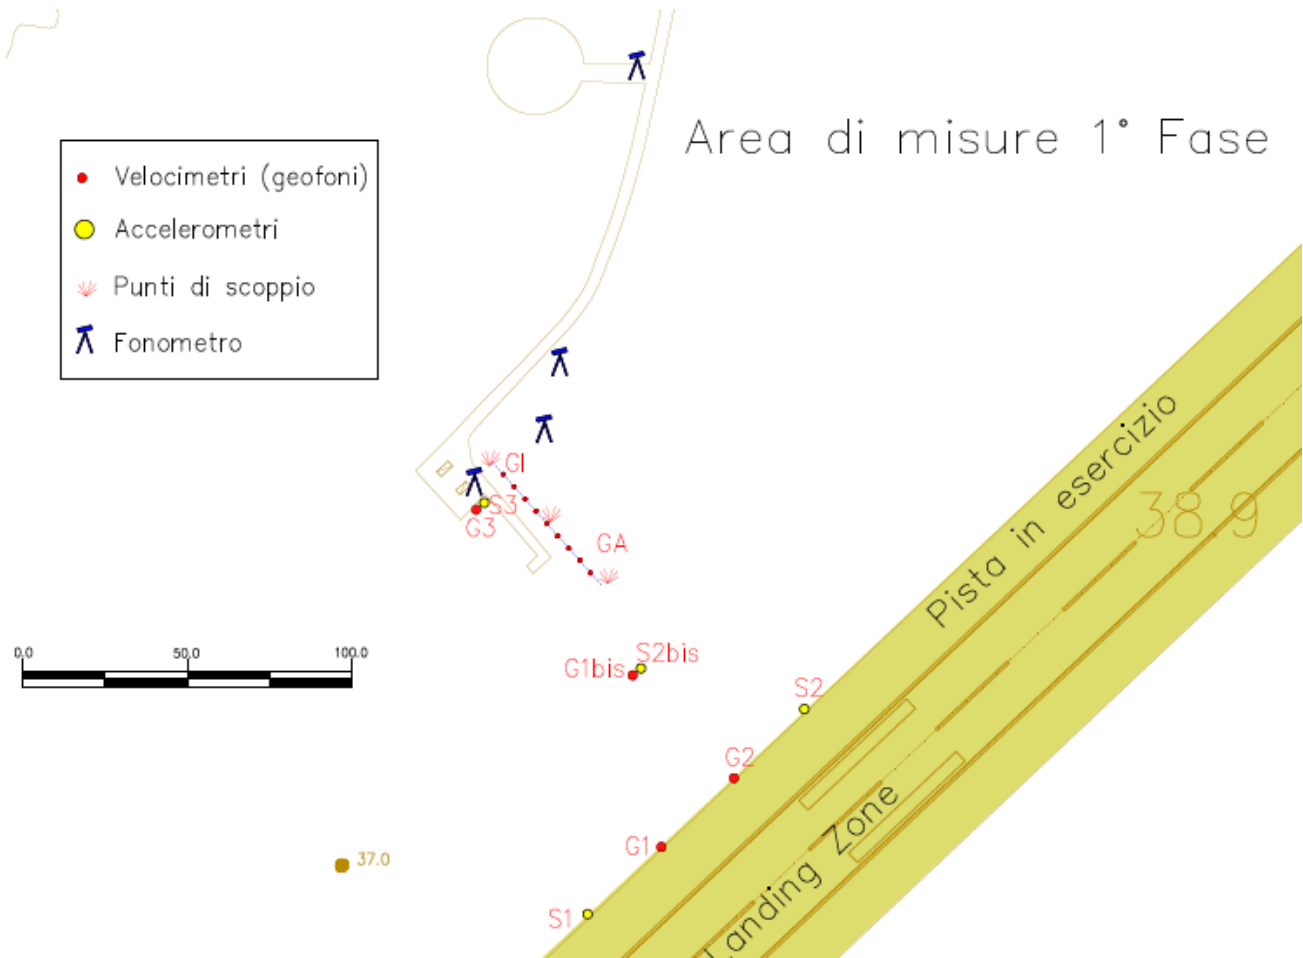 Area di misure 1° Fase
Velocimetri (geofoni)
Accelerometri
Punti di scoppio
Fonometro
GI
S3
G3
GA
Pista in esercizio
38 9
0.0 50.0 100.0
S2bis
G1bis
S2
G2
G1
Landing Zone
37.0
S1